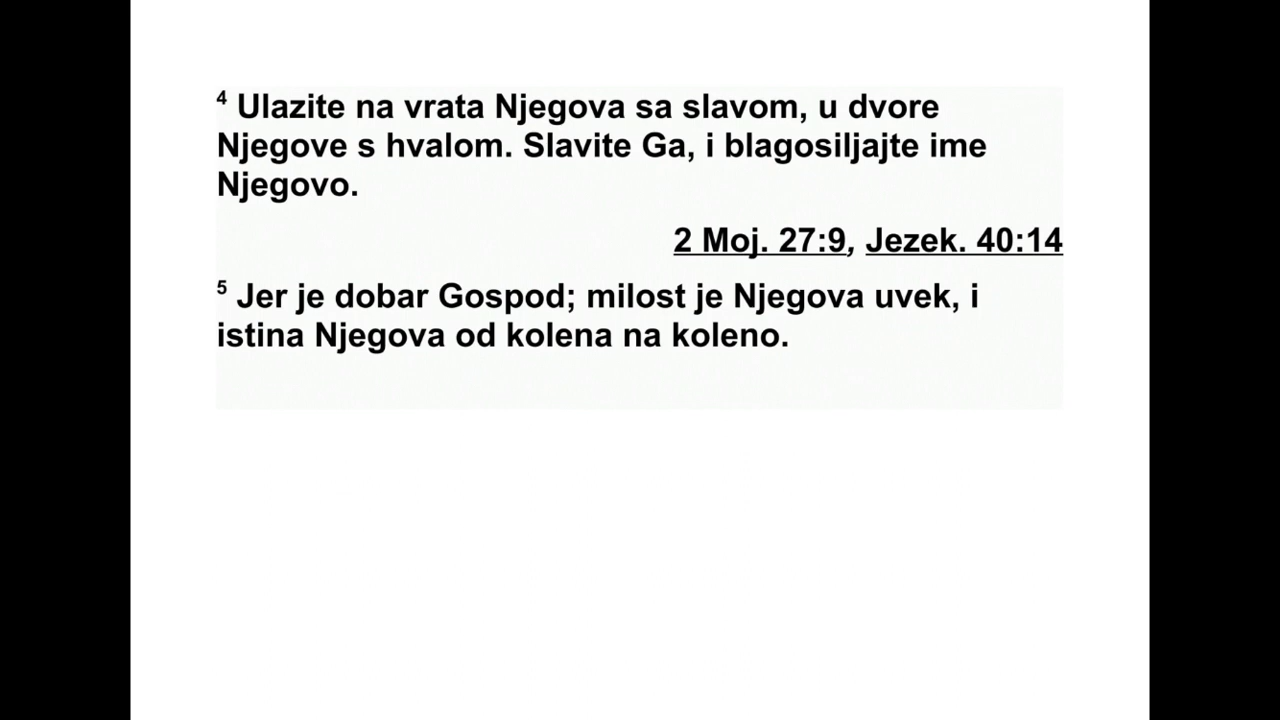 4 Ulazite na vrata Njegova sa slavom, u dvore
Njegove s hvalom. Slavite Ga, i blagosiljajte ime
Njegovo.
2 Moj. 27:9, Jezek. 40:14
5 Jer je dobar Gospod; milost je Njegova uvek, i
istina Njegova od kolena na koleno.